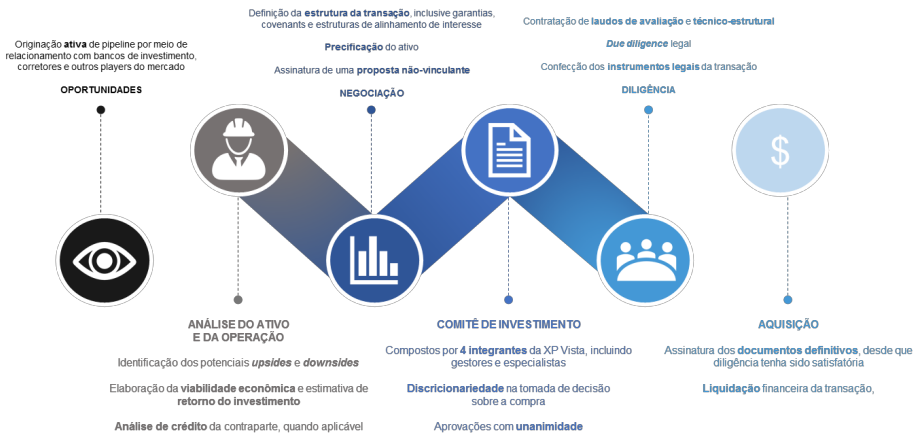 Originação ativa de pipeline por meio de
relacionamento com bancos de investimento,
corretores e outros players do mercado
OPORTUNIDADES
ANÁLISE DO ATIVO
E DA OPERAÇÃO
Identificação dos potenciais upsides e downsides
Elaboração da viabilidade econômica e estimativa de
retorno do investimento
Análise de crédito da contraparte, quando aplicável
Definição da estrutura da transação, inclusive garantias,
covenants e estruturas de alinhamento de interesse
Precificação do ativo
Assinatura de uma proposta não-vinculante
NEGOCIAÇÃO
COMITÊ DE INVESTIMENTO
Compostos por 4 integrantes da XP Vista, incluindo
gestores e especialistas
Discricionariedade na tomada de decisão
sobre a compra
Aprovações com unanimidade
Contratação de laudos de avaliação e técnico-estrutural
Due diligence legal
Confecção dos instrumentos legais da transação
DILIGÊNCIA
$
AQUISIÇÃO
Assinatura dos documentos definitivos, desde que
diligência tenha sido satisfatória
Liquidação financeira da transação,